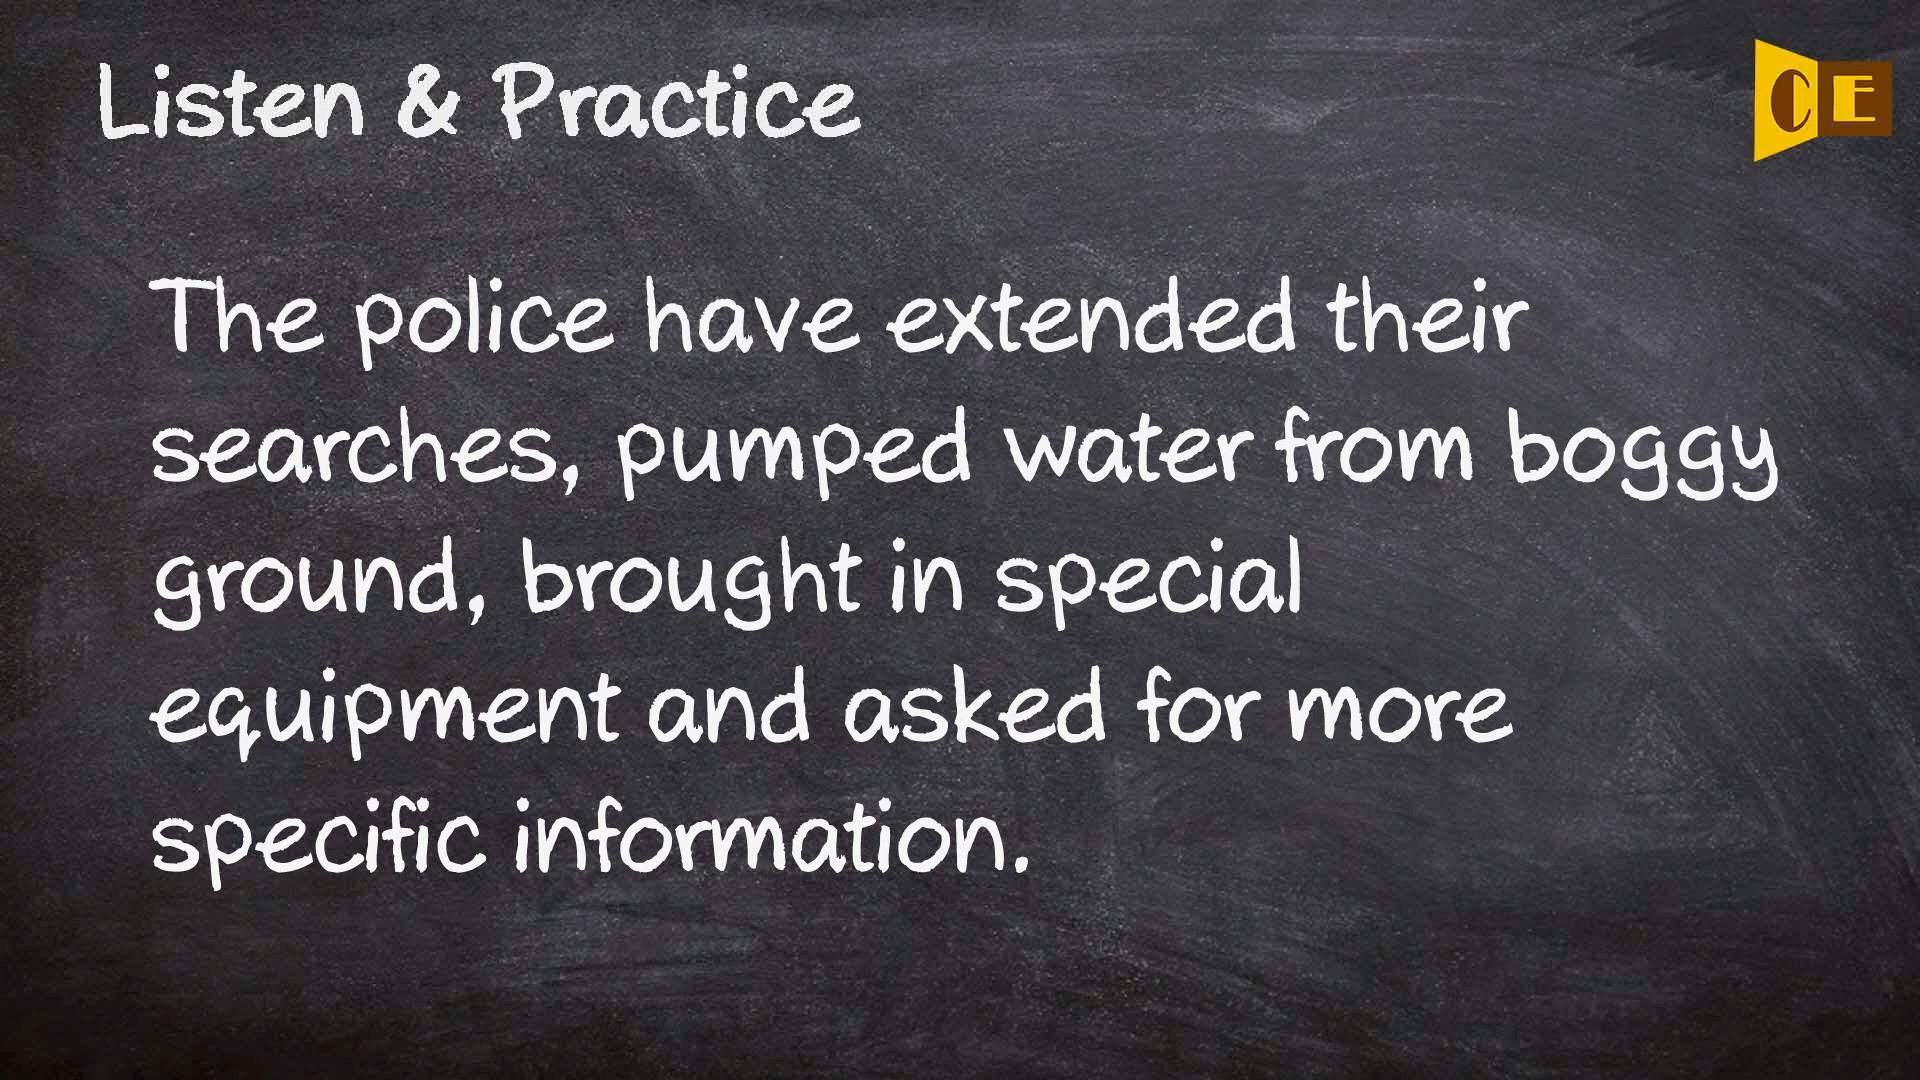 Listen & Practice
CE
The police have extended their
searches, pumped water from boggy
ground, brought in special
equipment and asked for more
specific information.